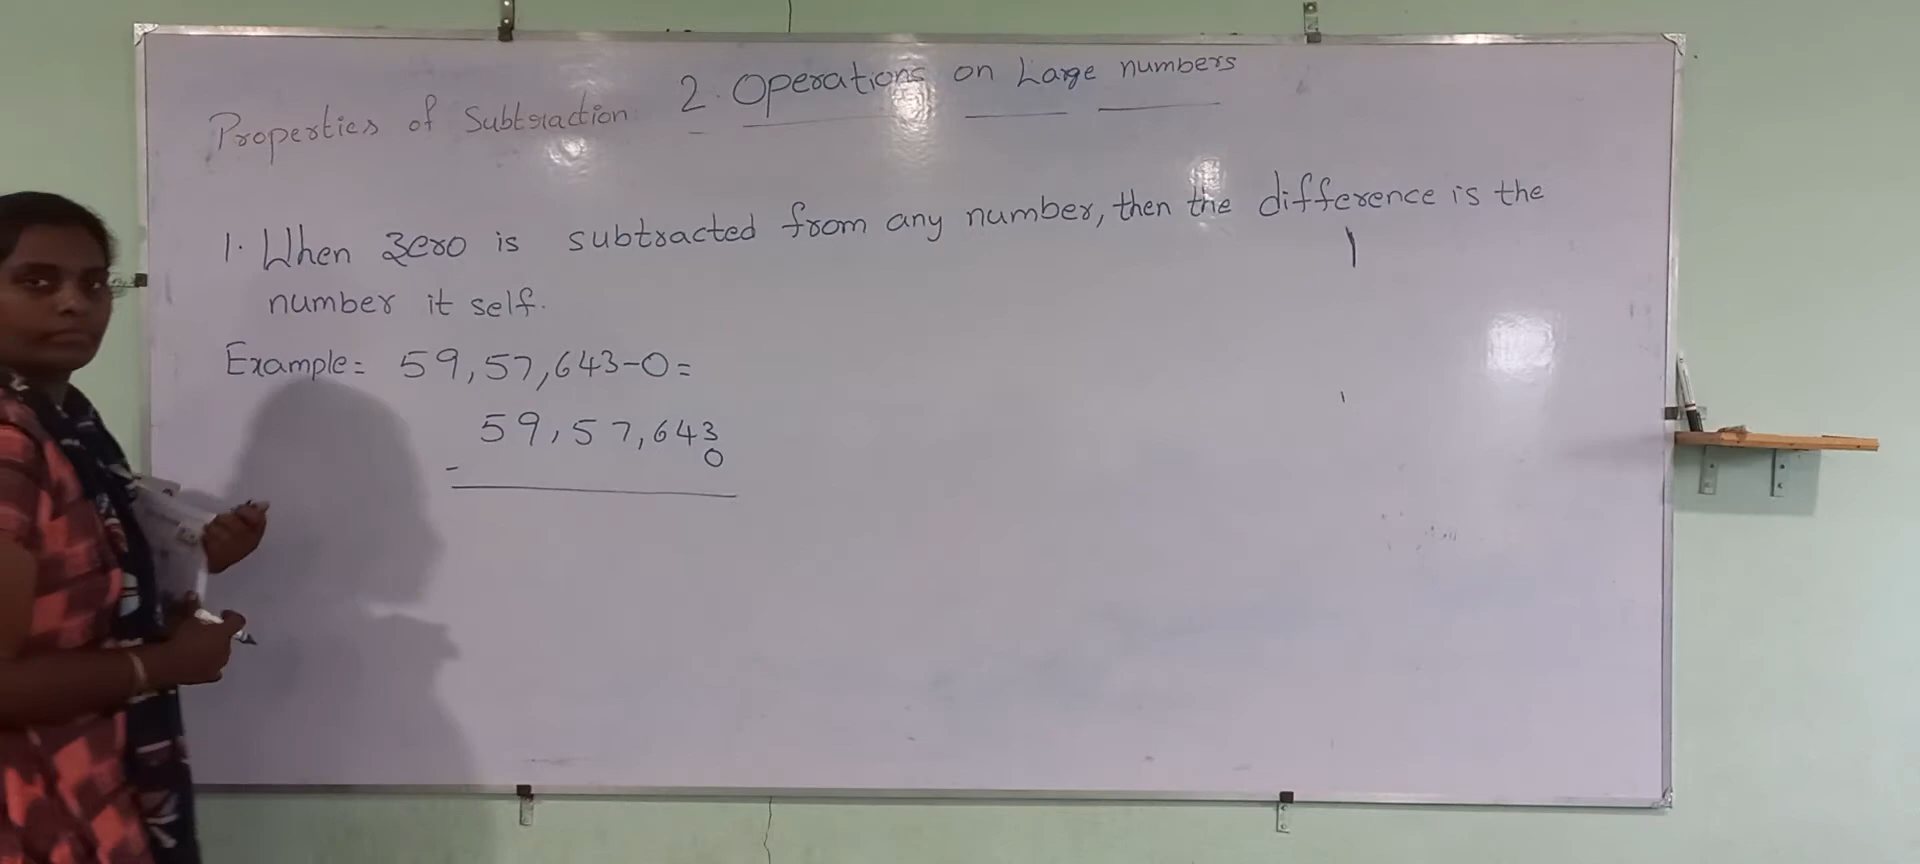 2. Operations on Large numbers
Properties of Subtraction
1. When zero is subtracted from any number, then the difference is the
number it self.
Example= 59,57,643-0=
59,57,643
- 0